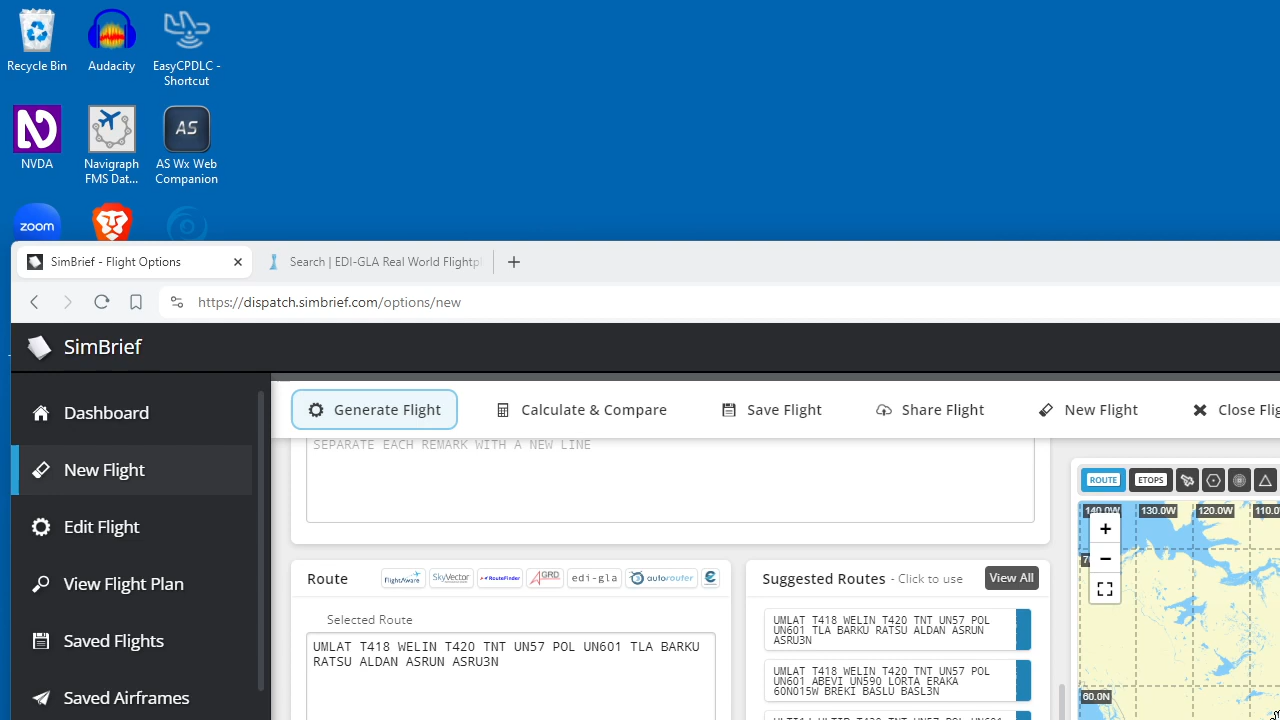 Recycle Bin
Audacity
EasyCPDLC -
Shortcut
NVDA
Navigraph
FMS Dat...
AS
AS Wx Web
Companion
zoom
SimBrief - Flight Options
Search | EDI-GLA Real World Flightpl
https://dispatch.simbrief.com/options/new
SimBrief
Dashboard
New Flight
Edit Flight
View Flight Plan
Saved Flights
Saved Airframes
Generate Flight
Calculate & Compare
Save Flight
Share Flight
New Flight
Close Flig
SEPARATE EACH REMARK WITH A NEW LINE
Route
FlightAware
SkyVector
RouteFinder
GRD
edi-gla
autorouter
Selected Route
UMLAT T418 WELIN T420 TNT UN57 POL UN601 TLA BARKU
RATSU ALDAN ASRUN ASRU3N
Suggested Routes - Click to use
View All
UMLAT T418 WELIN T420 TNT UN57 POL
UN601 TLA BARKU RATSU ALDAN ASRUN
ASRU3N
UMLAT T418 WELIN T420 TNT UN57 POL
UN601 ABEVI UN590 LORTA ERAKA
60N015W BREKI BASLU BASL3N
ROUTE
ETOPS
140.0W
130.0W
120.0W
110.0
+
−
60.0N